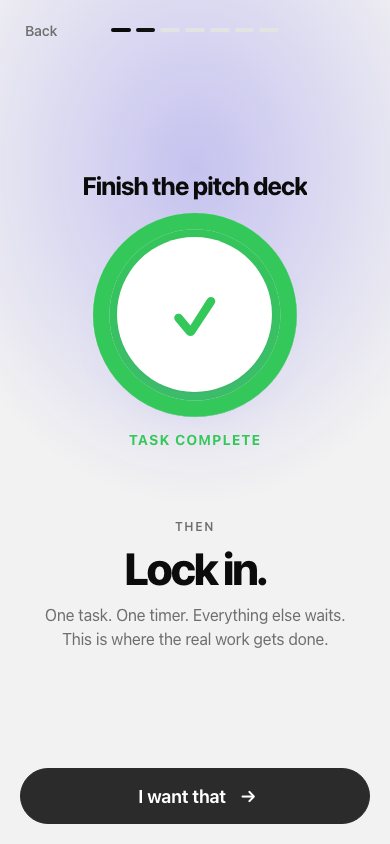 Back
Finish the pitch deck
TASK COMPLETE
THEN
Lock in.
One task. One timer. Everything else waits.
This is where the real work gets done.
I want that →